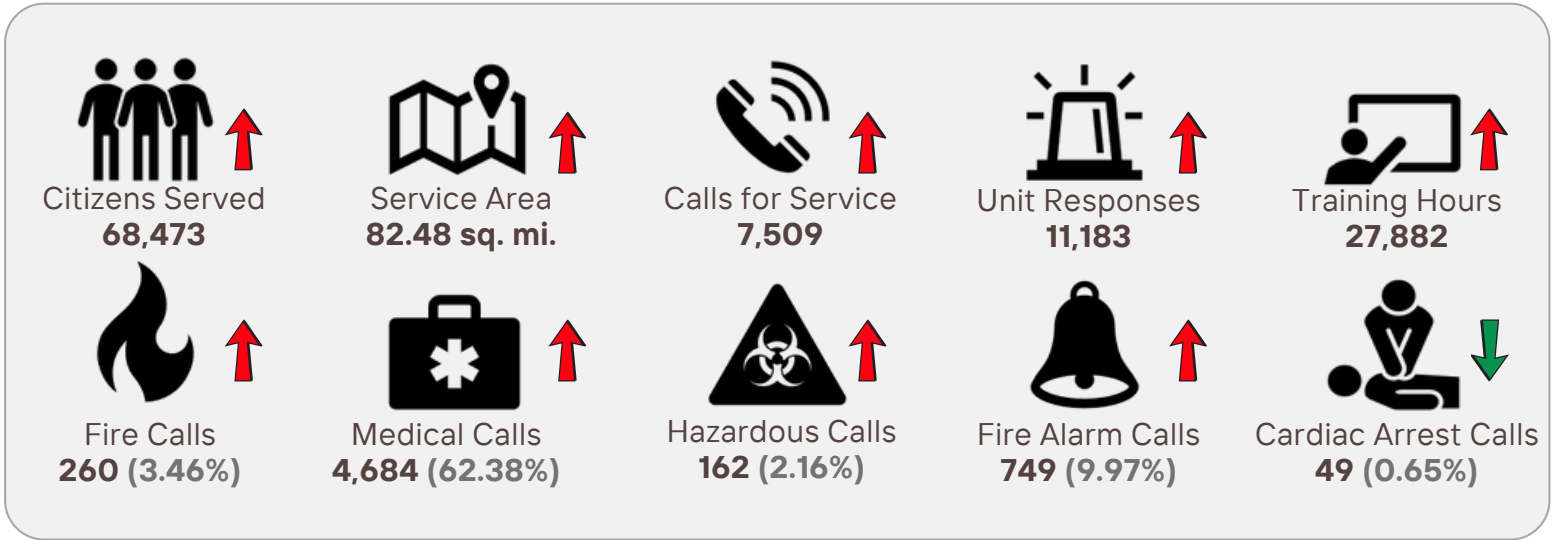 Citizens Served
68,473
Service Area
82.48 sq. mi.
Calls for Service
7,509
Unit Responses
11,183
Training Hours
27,882
Fire Calls
260 (3.46%)
Medical Calls
4,684 (62.38%)
Hazardous Calls
162 (2.16%)
Fire Alarm Calls
749 (9.97%)
Cardiac Arrest Calls
49 (0.65%)